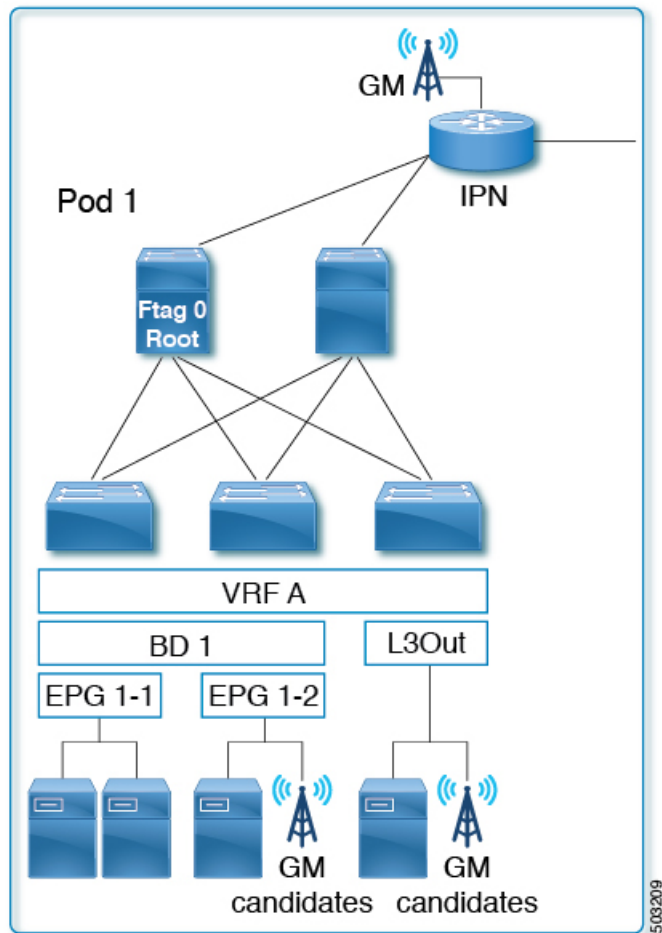 GM
IPN
Pod 1
Ftag 0
Root
VRF A
BD 1
L3Out
EPG 1-1
EPG 1-2
GM
candidates
GM
candidates
503209